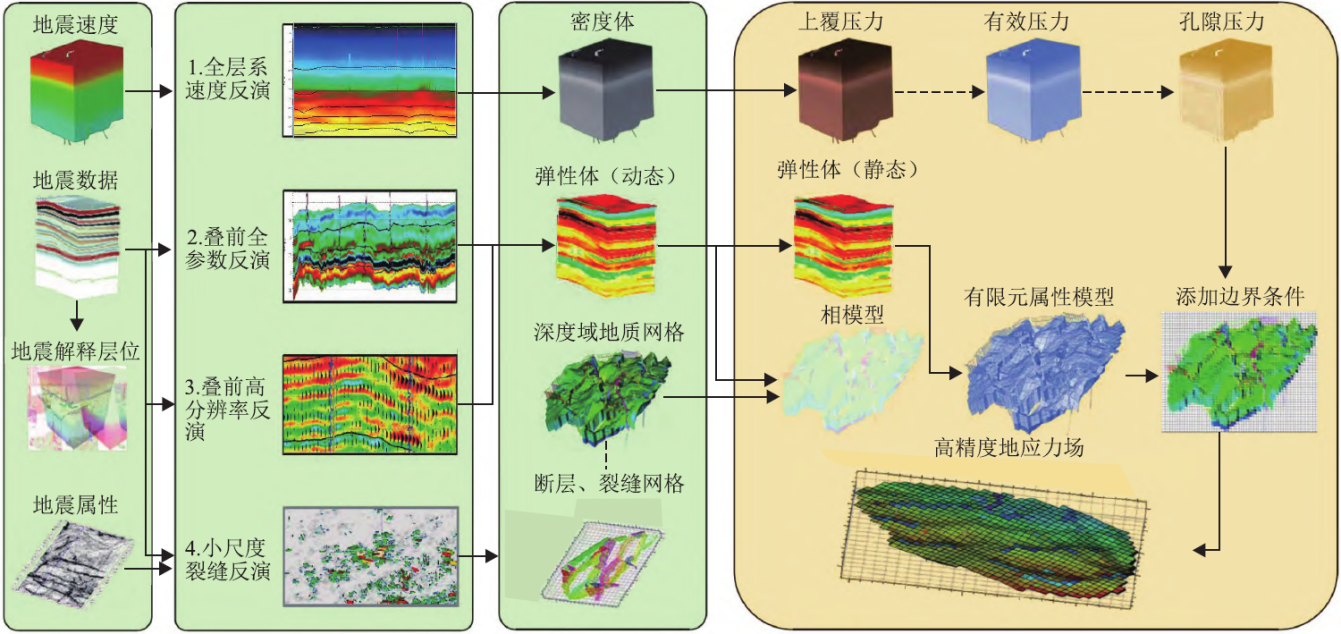 地震速度
地震数据
地震解释层位
地震属性
1.全层系
速度反演
2.叠前全
参数反演
3.叠前高
分辨率反
演
4.小尺度
裂缝反演
密度体
弹性体（动态）
深度域地质网格
断层、裂缝网格
上覆压力
有效压力
孔隙压力
弹性体（静态）
相模型
有限元属性模型
添加边界条件
高精度地应力场